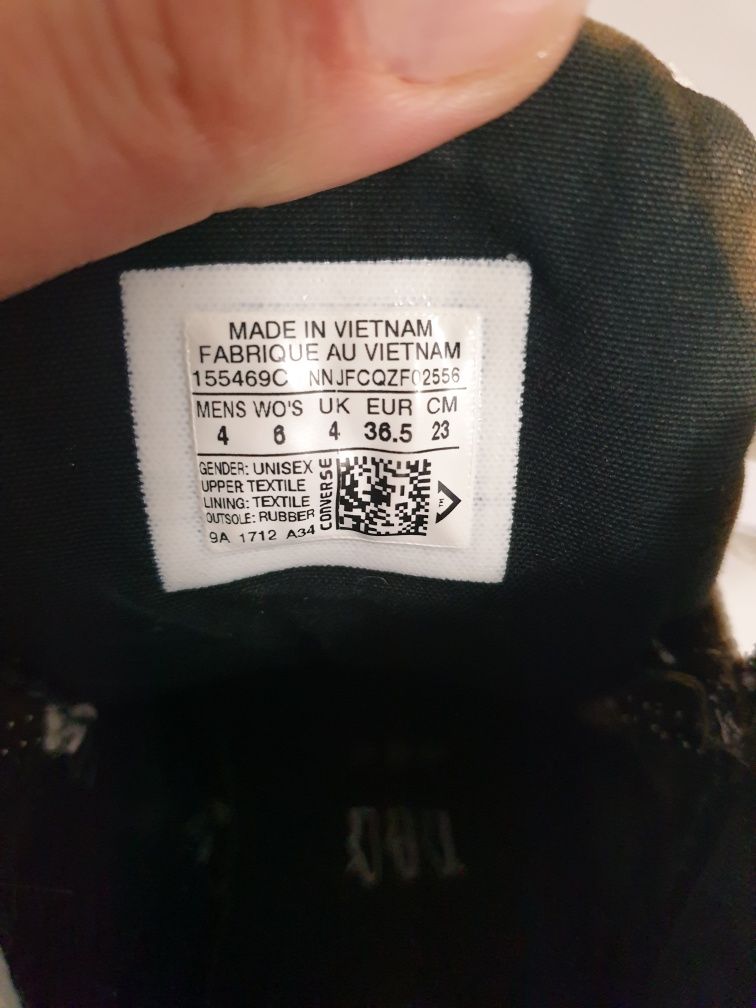 MADE IN VIETNAM
FABRIQUE AU VIETNAM
155469C NNJFCQZF02556
MENS WO'S UK EUR CM
4 6 4 36.5 23
GENDER: UNISEX
UPPER TEXTILE
LINING: TEXTILE
OUTSOLE: RUBBER
9A 1712 A34
CONVERSE